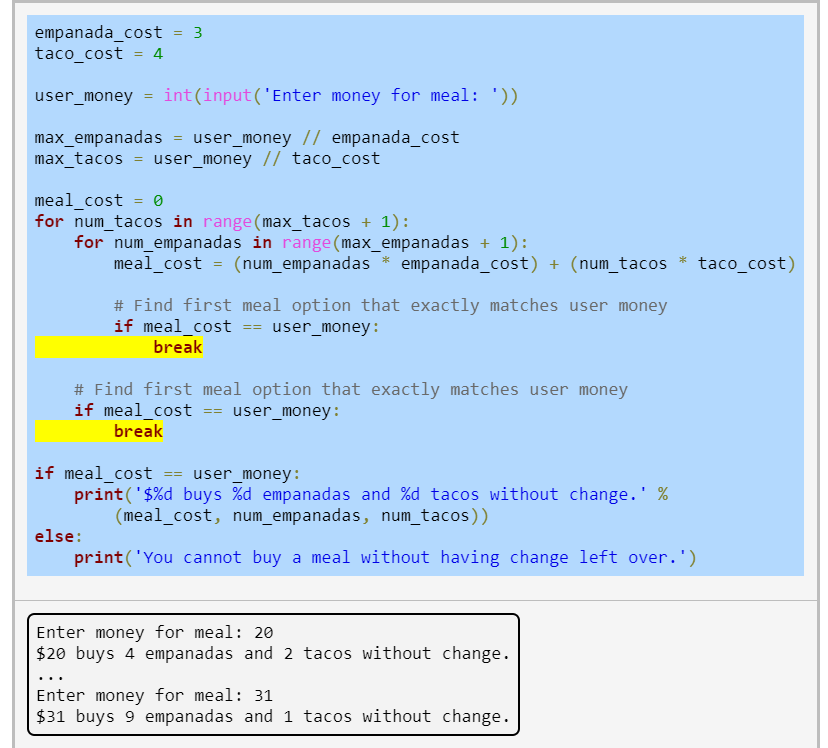 empanada_cost = 3
taco_cost = 4

user_money = int(input('Enter money for meal: '))

max_empanadas = user_money // empanada_cost
max_tacos = user_money // taco_cost

meal_cost = 0
for num_tacos in range(max_tacos + 1):
    for num_empanadas in range(max_empanadas + 1):
        meal_cost = (num_empanadas * empanada_cost) + (num_tacos * taco_cost)

        # Find first meal option that exactly matches user money
        if meal_cost == user_money:
            break

    # Find first meal option that exactly matches user money
    if meal_cost == user_money:
        break

if meal_cost == user_money:
    print('$%d buys %d empanadas and %d tacos without change.' %
        (meal_cost, num_empanadas, num_tacos))
else:
    print('You cannot buy a meal without having change left over.')

Enter money for meal: 20
$20 buys 4 empanadas and 2 tacos without change.
...
Enter money for meal: 31
$31 buys 9 empanadas and 1 tacos without change.